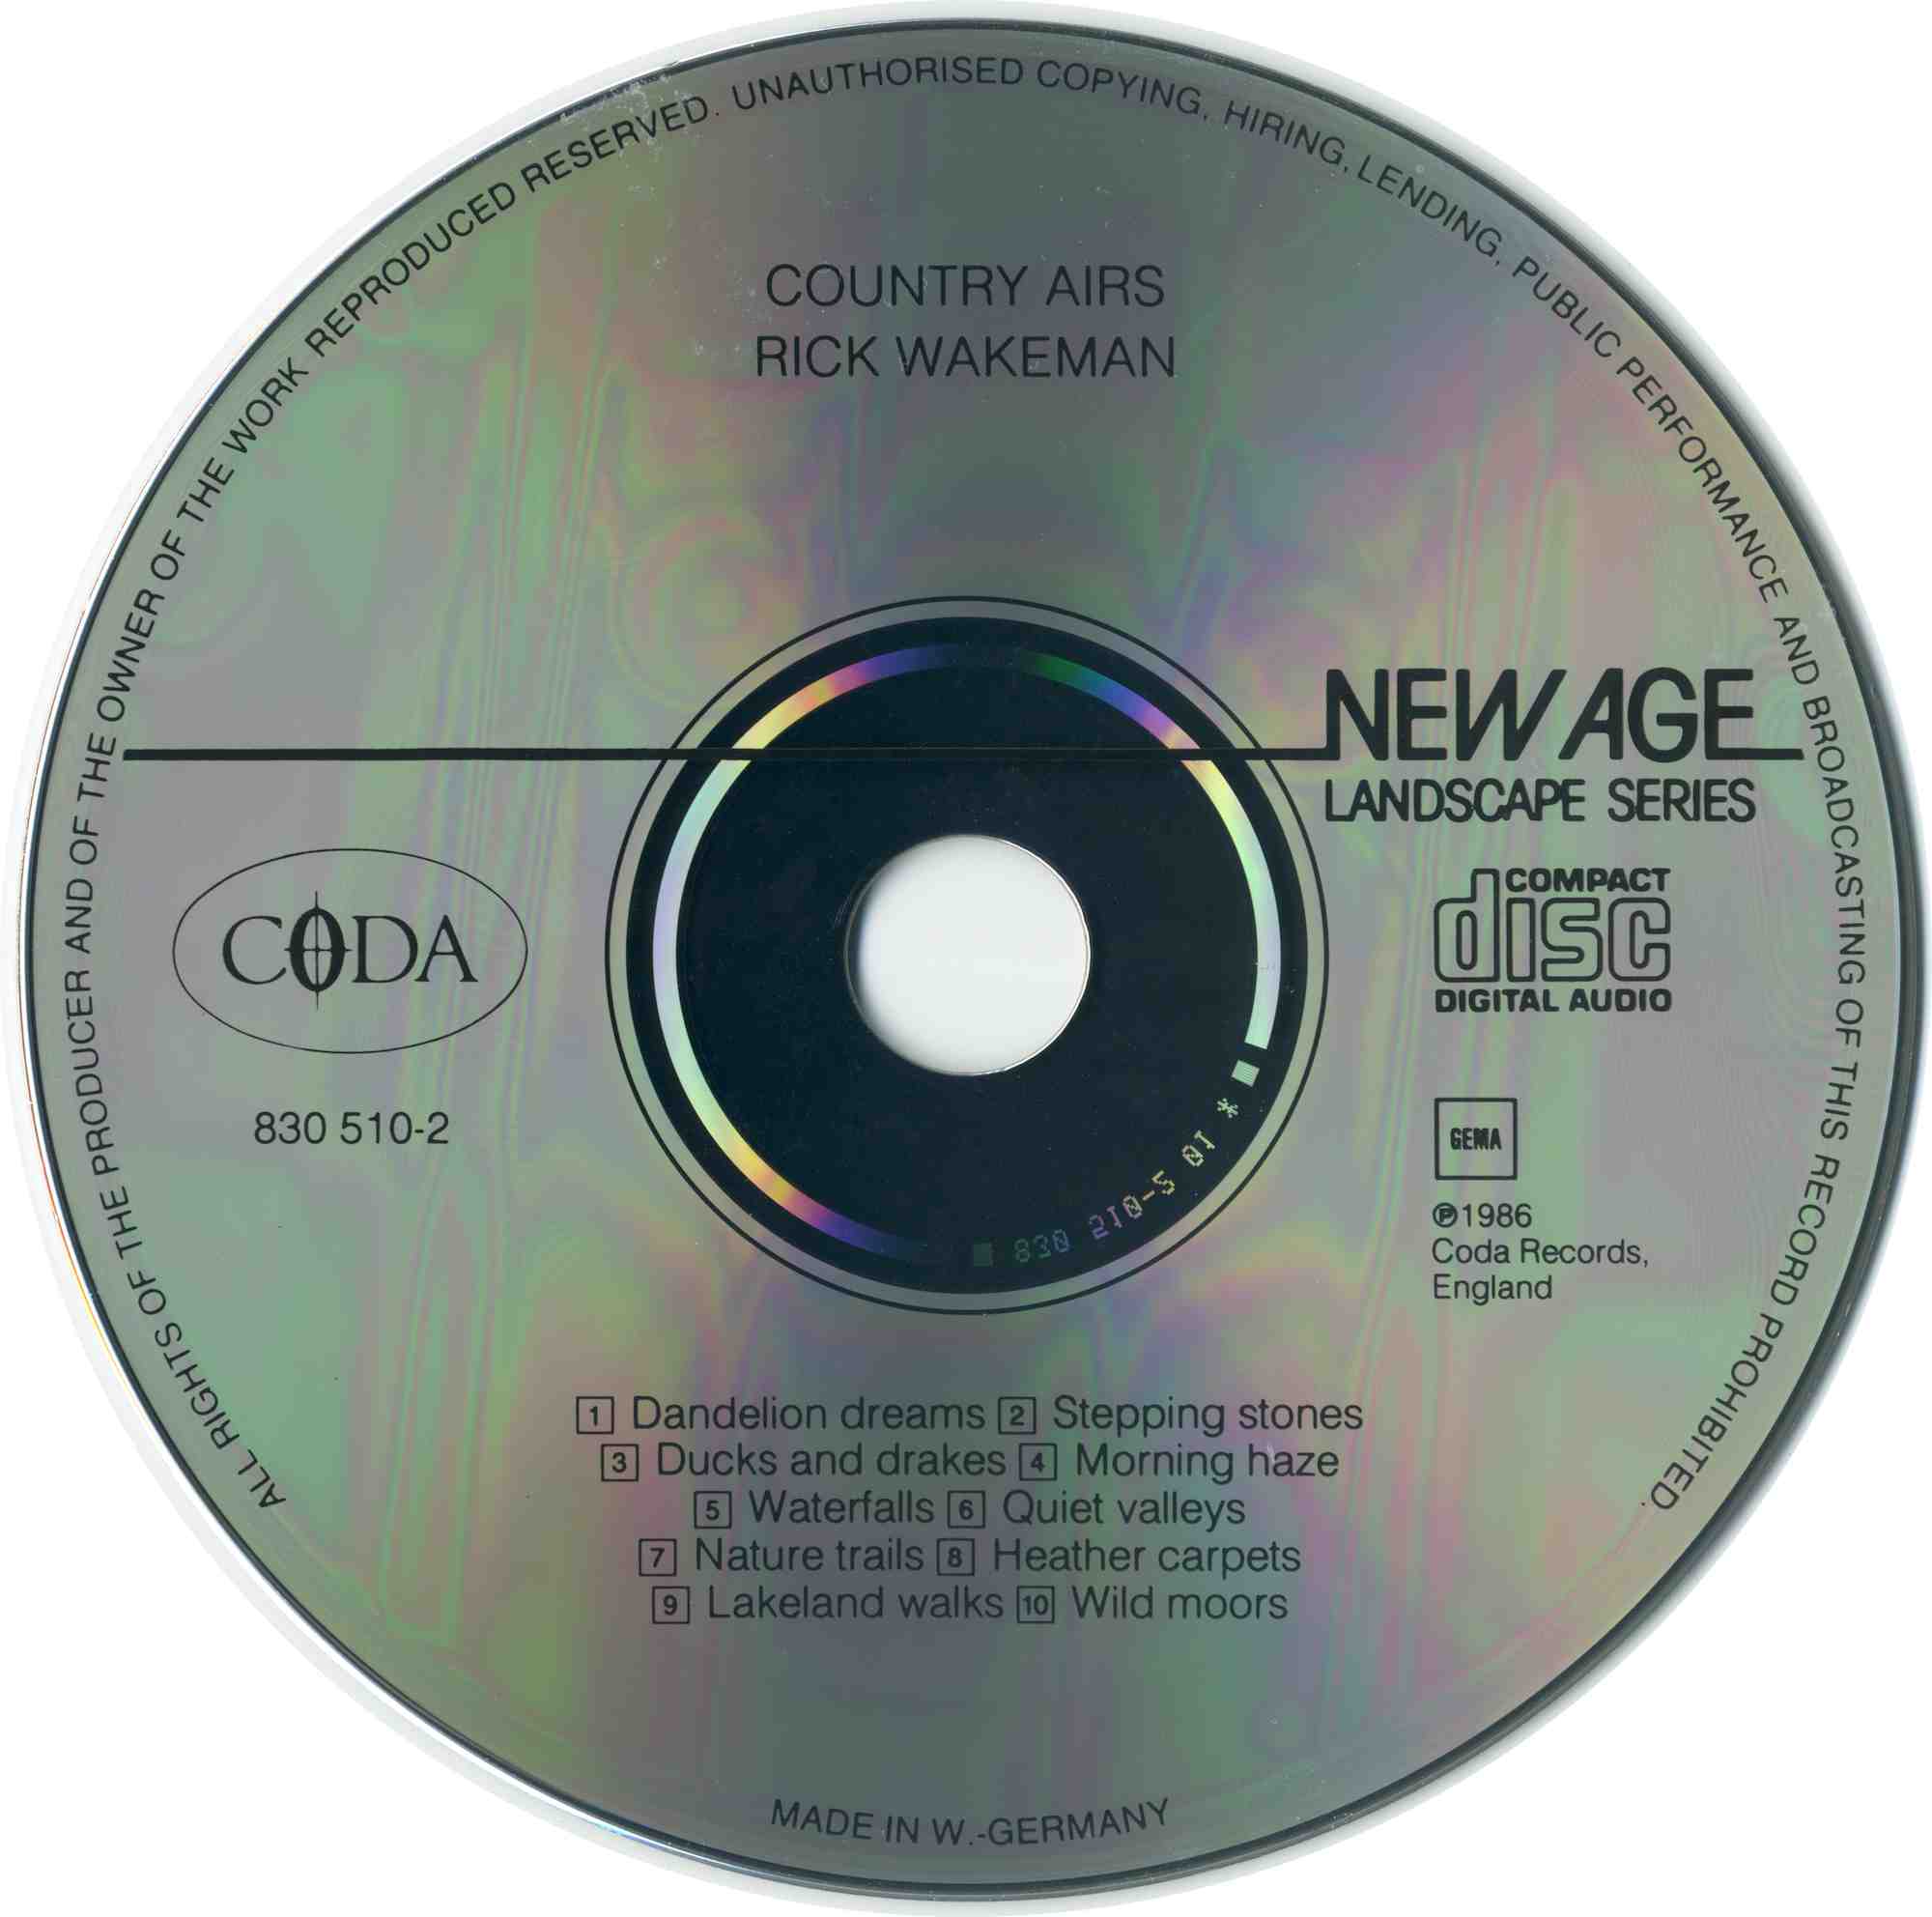 ALL RIGHTS OF THE PRODUCER AND OF THE OWNER OF THE WORK REPRODUCED RESERVED. UNAUTHORISED COPYING, HIRING, LENDING, PUBLIC PERFORMANCE AND BROADCASTING OF THIS RECORD PROHIBITED.
COUNTRY AIRS
RICK WAKEMAN
NEW AGE
LANDSCAPE SERIES
CODA
COMPACT
disc
DIGITAL AUDIO
830 510-2
GEMA
℗1986
Coda Records,
England
830 510-2 01 *
1 Dandelion dreams 2 Stepping stones
3 Ducks and drakes 4 Morning haze
5 Waterfalls 6 Quiet valleys
7 Nature trails 8 Heather carpets
9 Lakeland walks 10 Wild moors
MADE IN W.-GERMANY